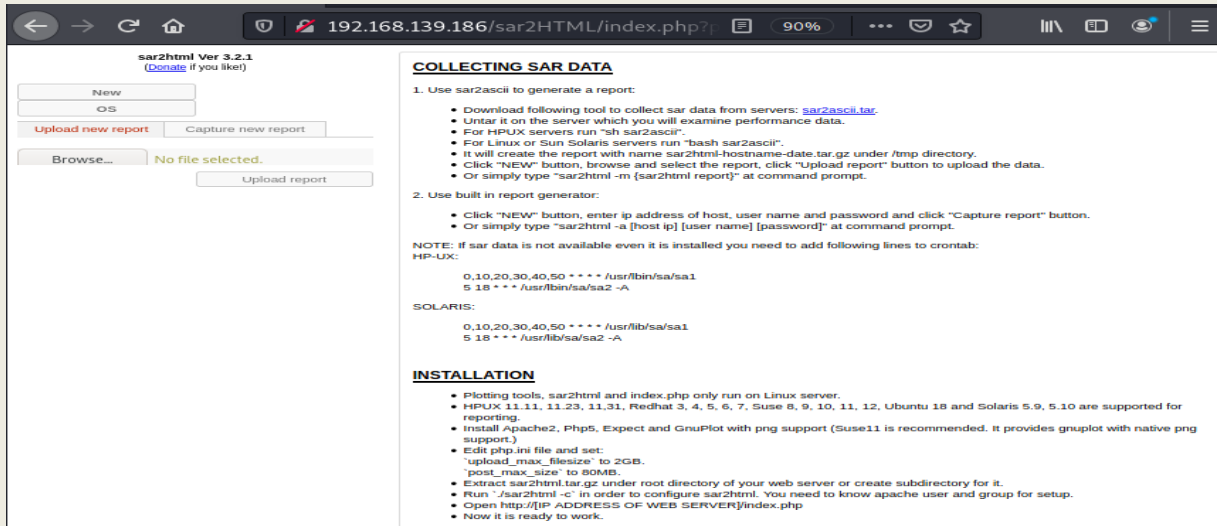 192.168.139.186/sar2HTML/index.php?p
90%
sar2html Ver 3.2.1
(Donate if you like!)
New
OS
Upload new report
Capture new report
Browse...
No file selected.
Upload report
COLLECTING SAR DATA
1. Use sar2ascii to generate a report:
• Download following tool to collect sar data from servers: sar2ascii.tar.
• Untar it on the server which you will examine performance data.
• For HPUX servers run "sh sar2ascii".
• For Linux or Sun Solaris servers run "bash sar2ascii".
• It will create the report with name sar2html-hostname-date.tar.gz under /tmp directory.
• Click "NEW" button, browse and select the report, click "Upload report" button to upload the data.
• Or simply type "sar2html -m {sar2html report}" at command prompt.
2. Use built in report generator:
• Click "NEW" button, enter ip address of host, user name and password and click "Capture report" button.
• Or simply type "sar2html -a [host ip] [user name] [password]" at command prompt.
NOTE: If sar data is not available even it is installed you need to add following lines to crontab:
HP-UX:
0,10,20,30,40,50 * * * * /usr/lbin/sa/sa1
5 18 * * * /usr/lbin/sa/sa2 -A
SOLARIS:
0,10,20,30,40,50 * * * * /usr/lib/sa/sa1
5 18 * * * /usr/lib/sa/sa2 -A
INSTALLATION
• Plotting tools, sar2html and index.php only run on Linux server.
• HPUX 11.11, 11.23, 11,31, Redhat 3, 4, 5, 6, 7, Suse 8, 9, 10, 11, 12, Ubuntu 18 and Solaris 5.9, 5.10 are supported for
reporting.
• Install Apache2, Php5, Expect and GnuPlot with png support (Suse11 is recommended. It provides gnuplot with native png
support.)
• Edit php.ini file and set:
`upload_max_filesize` to 2GB.
`post_max_size` to 80MB.
• Extract sar2html.tar.gz under root directory of your web server or create subdirectory for it.
• Run `./sar2html -c` in order to configure sar2html. You need to know apache user and group for setup.
• Open http://[IP ADDRESS OF WEB SERVER]/index.php
• Now it is ready to work.